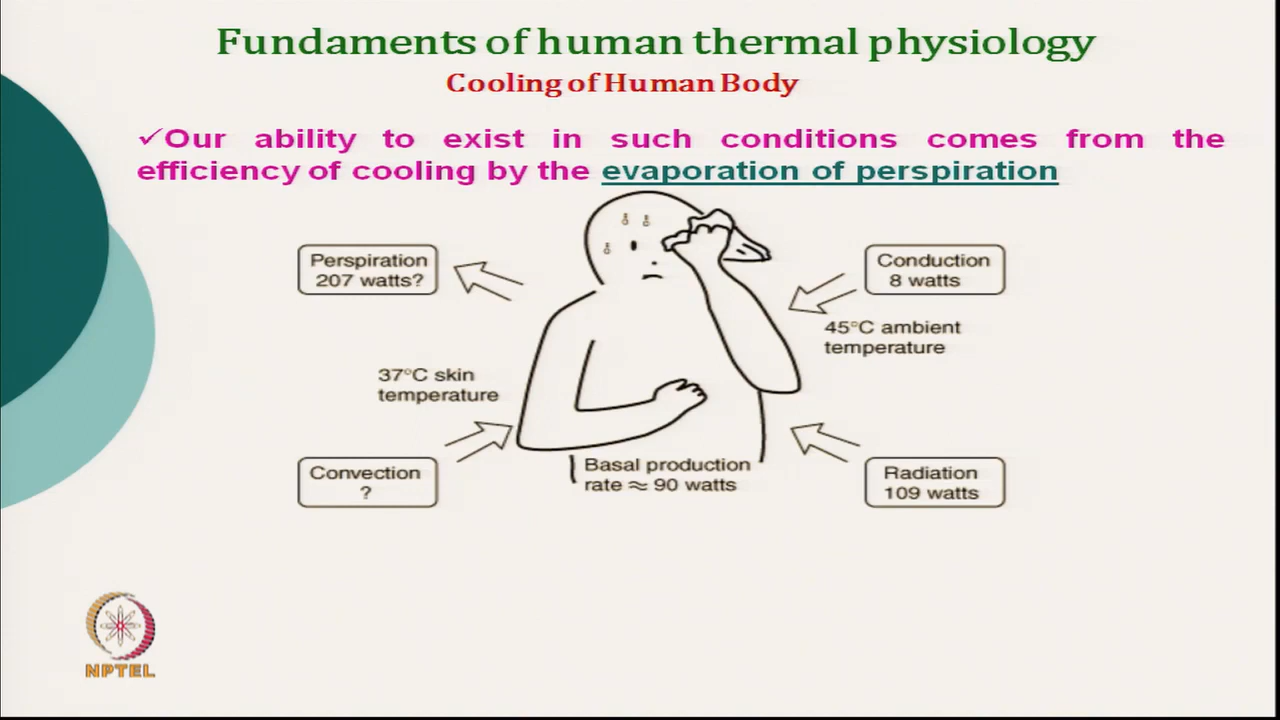 Fundaments of human thermal physiology
Cooling of Human Body
✓Our ability to exist in such conditions comes from the
efficiency of cooling by the evaporation of perspiration
Perspiration
207 watts?
Conduction
8 watts
45°C ambient
temperature
37°C skin
temperature
Convection
?
Basal production
rate ≈ 90 watts
Radiation
109 watts
NPTEL